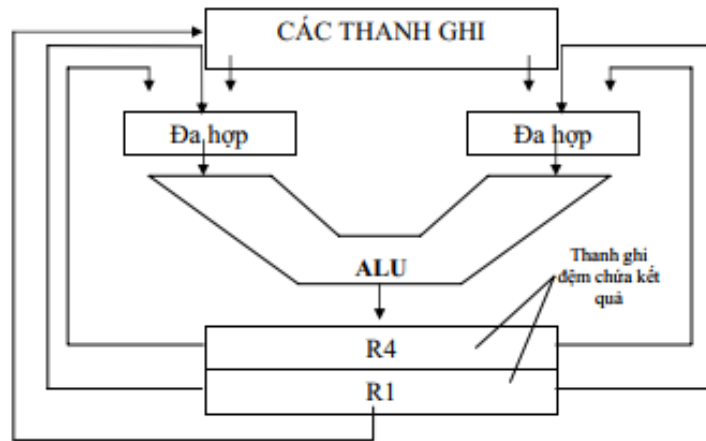 CÁC THANH GHI
Đa hợp
Đa hợp
ALU
Thanh ghi
đệm chứa kết
quả
R4
R1